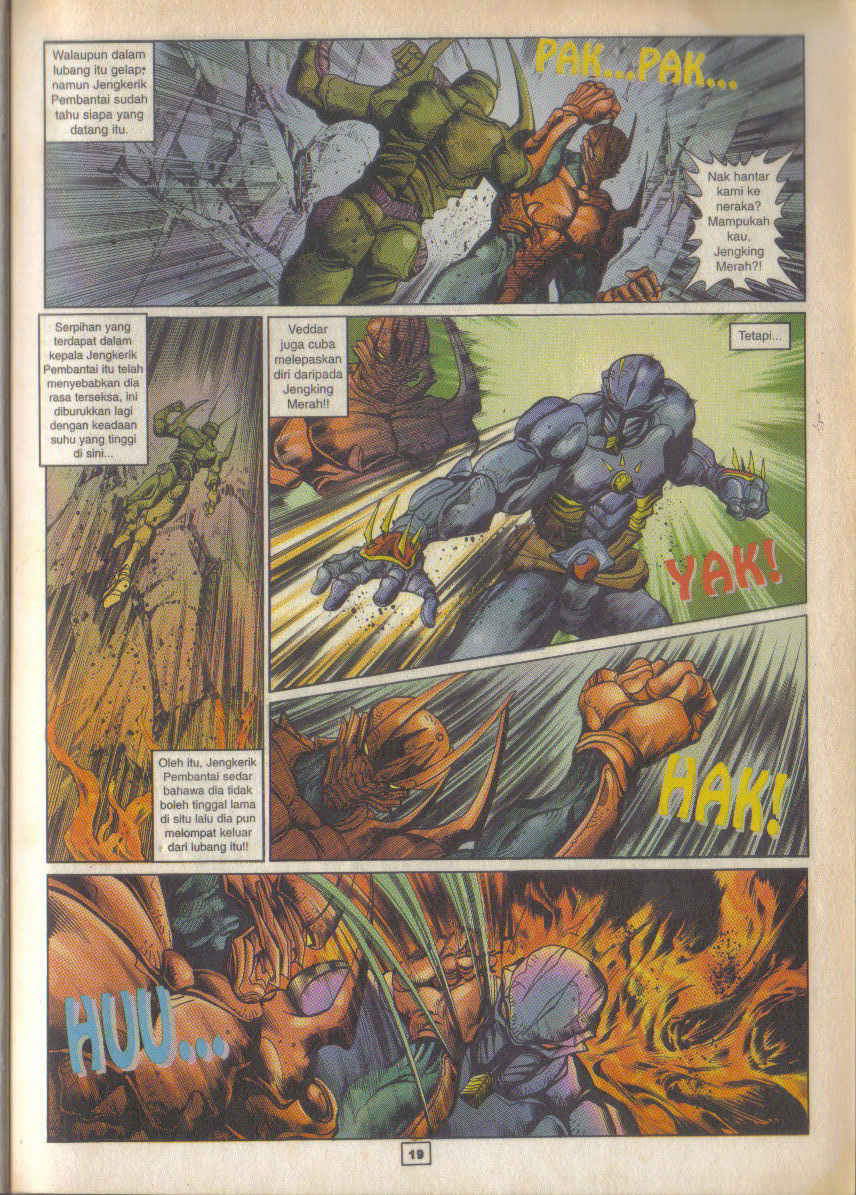 Walaupun dalam
lubang itu gelap,
namun Jengkerik
Pembantai sudah
tahu siapa yang
datang itu.
PAK...PAK...
Nak hantar
kami ke
neraka?
Mampukah
kau,
Jengking
Merah?!
Serpihan yang
terdapat dalam
kepala Jengkerik
Pembantai itu telah
menyebabkan dia
rasa terseksa, ini
diburukkan lagi
dengan keadaan
suhu yang tinggi
di sini...
Oleh itu, Jengkerik
Pembantai sedar
bahawa dia tidak
boleh tinggal lama
di situ lalu dia pun
melompat keluar
dari lubang itu!!
Veddar
juga cuba
melepaskan
diri daripada
Jengking
Merah!!
Tetapi...
YAK!
HAK!
HUU...
19